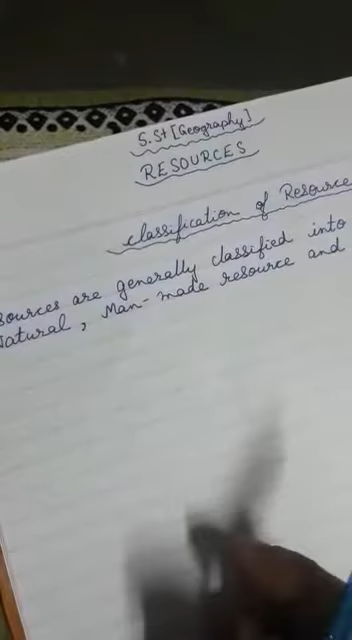 S.St [Geography]
RESOURCES
Classification of Resource
sources are generally classified into
Natural, Man-made resource and